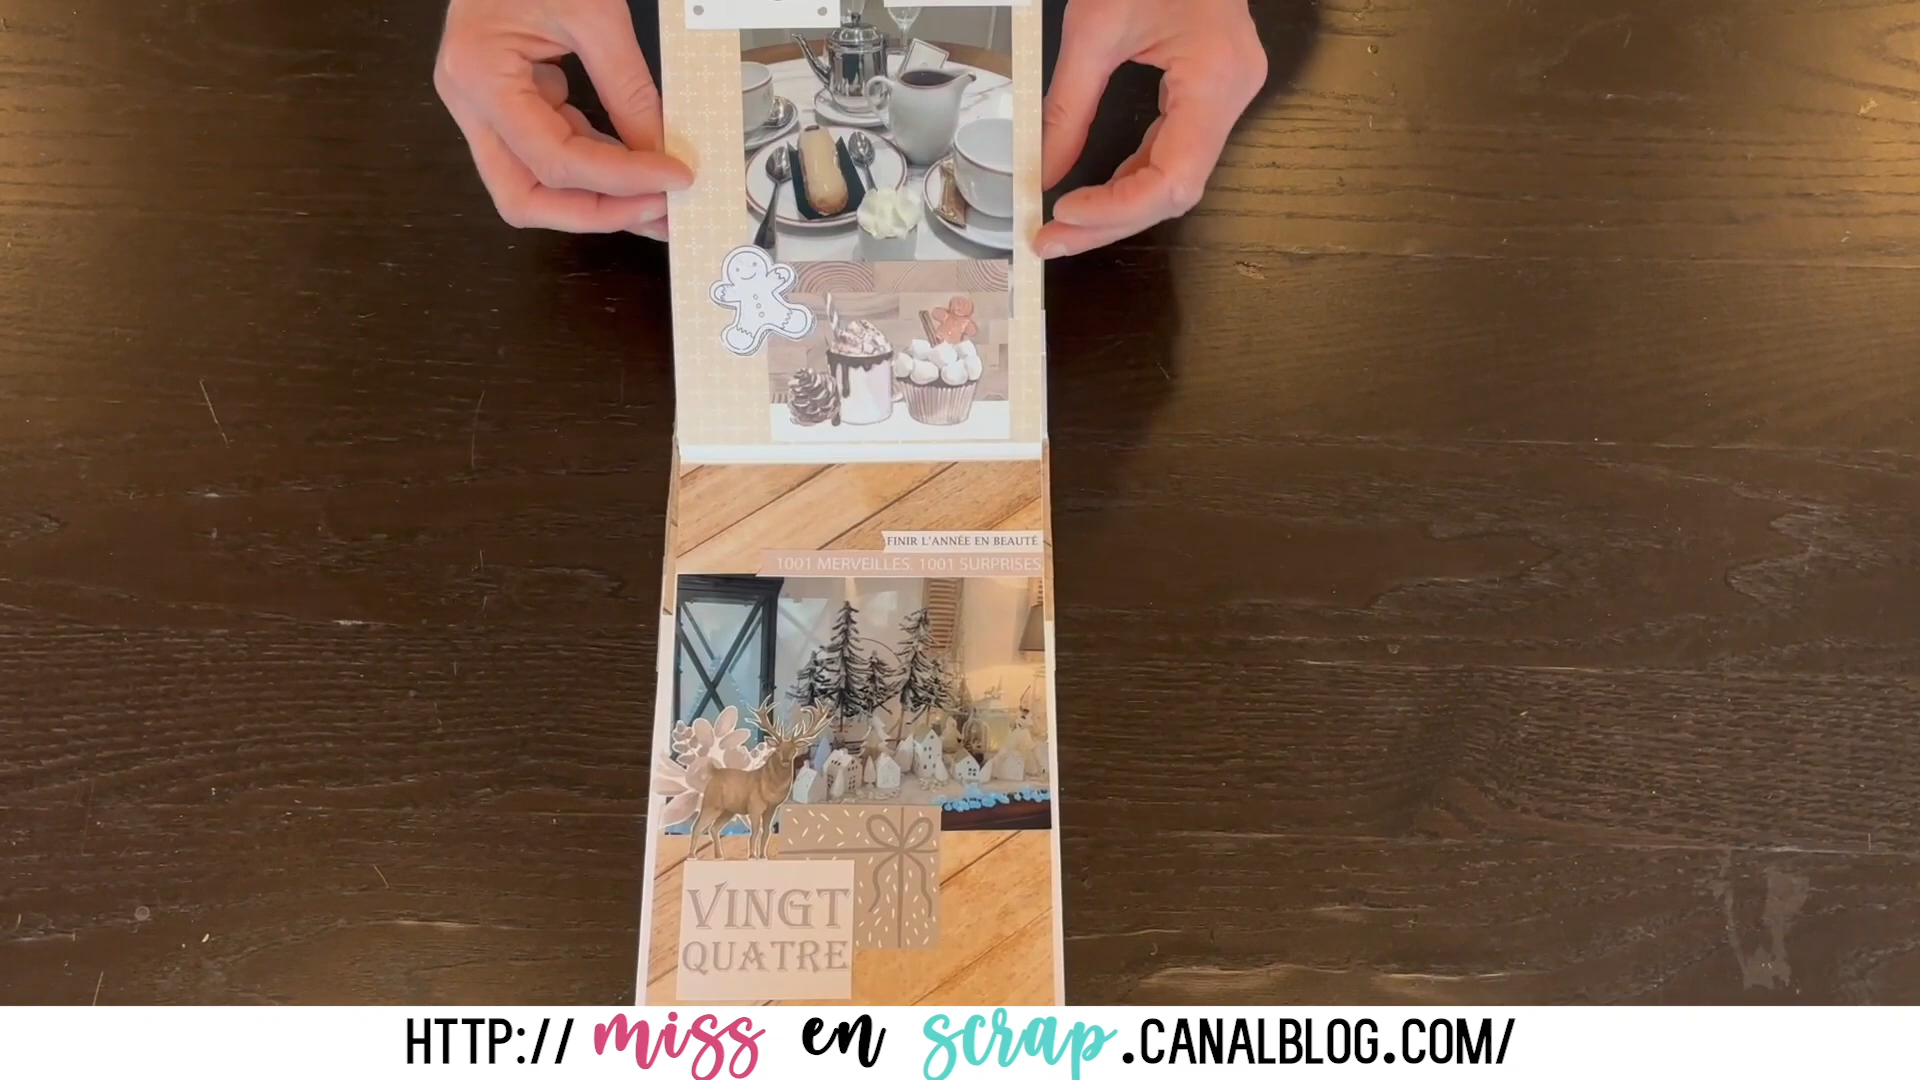 FINIR L'ANNÉE EN BEAUTÉ
1001 MERVEILLES, 1001 SURPRISES
VINGT
QUATRE
HTTP:// miss en scrap.CANALBLOG.COM/